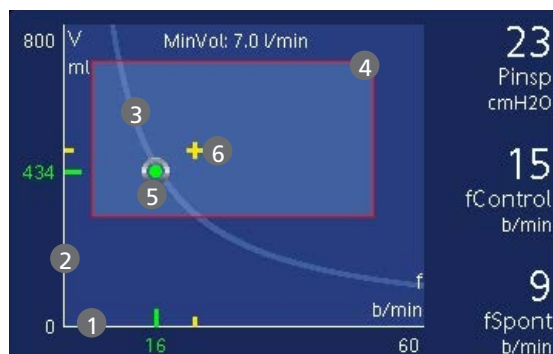 800 V
ml
MinVol: 7.0 l/min
4
3
6
434
5
2
f
b/min
0
1
16
60
23
Pinsp
cmH2O
15
fControl
b/min
9
fSpont
b/min